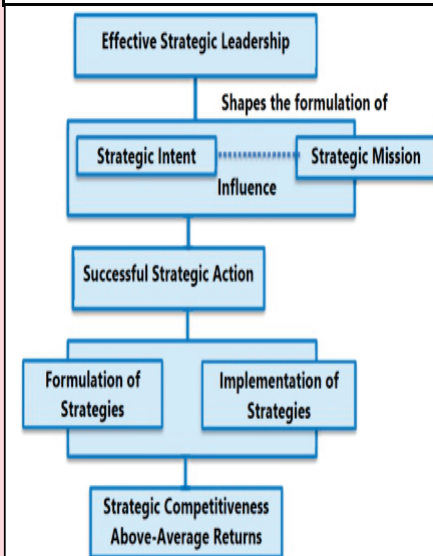 Effective Strategic Leadership
Shapes the formulation of
Strategic Intent
Strategic Mission
Influence
Successful Strategic Action
Formulation of
Strategies
Implementation of
Strategies
Strategic Competitiveness
Above-Average Returns